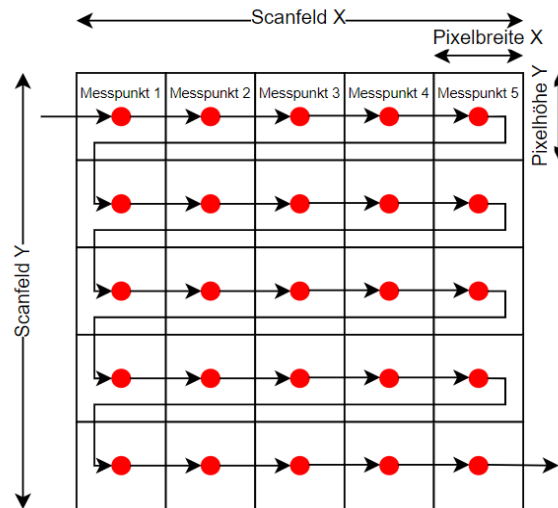 Scanfeld X
Pixelbreite X
Messpunkt 1 Messpunkt 2 Messpunkt 3 Messpunkt 4 Messpunkt 5
Pixelhöhe Y
Scanfeld Y